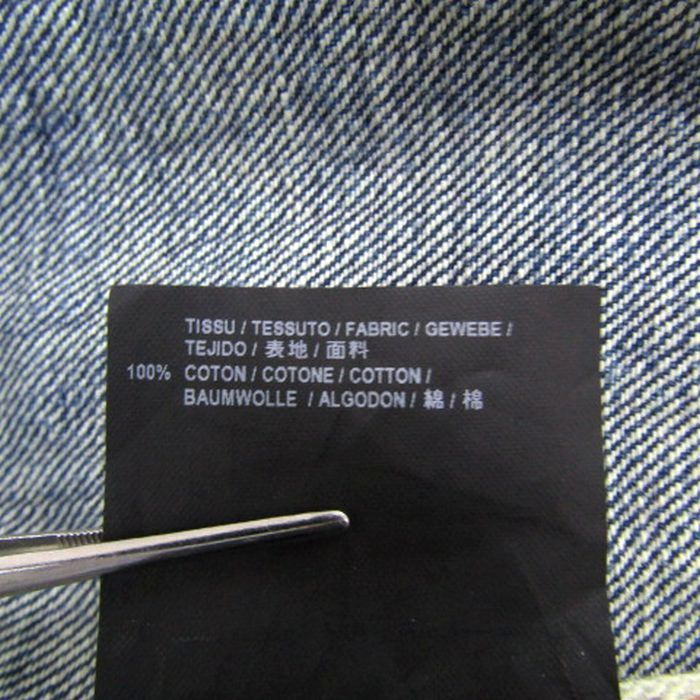 TISSU / TESSUTO / FABRIC / GEWEBE /
TEJIDO / 表地 / 面料
100% COTON / COTONE / COTTON /
BAUMWOLLE / ALGODON / 綿 / 棉